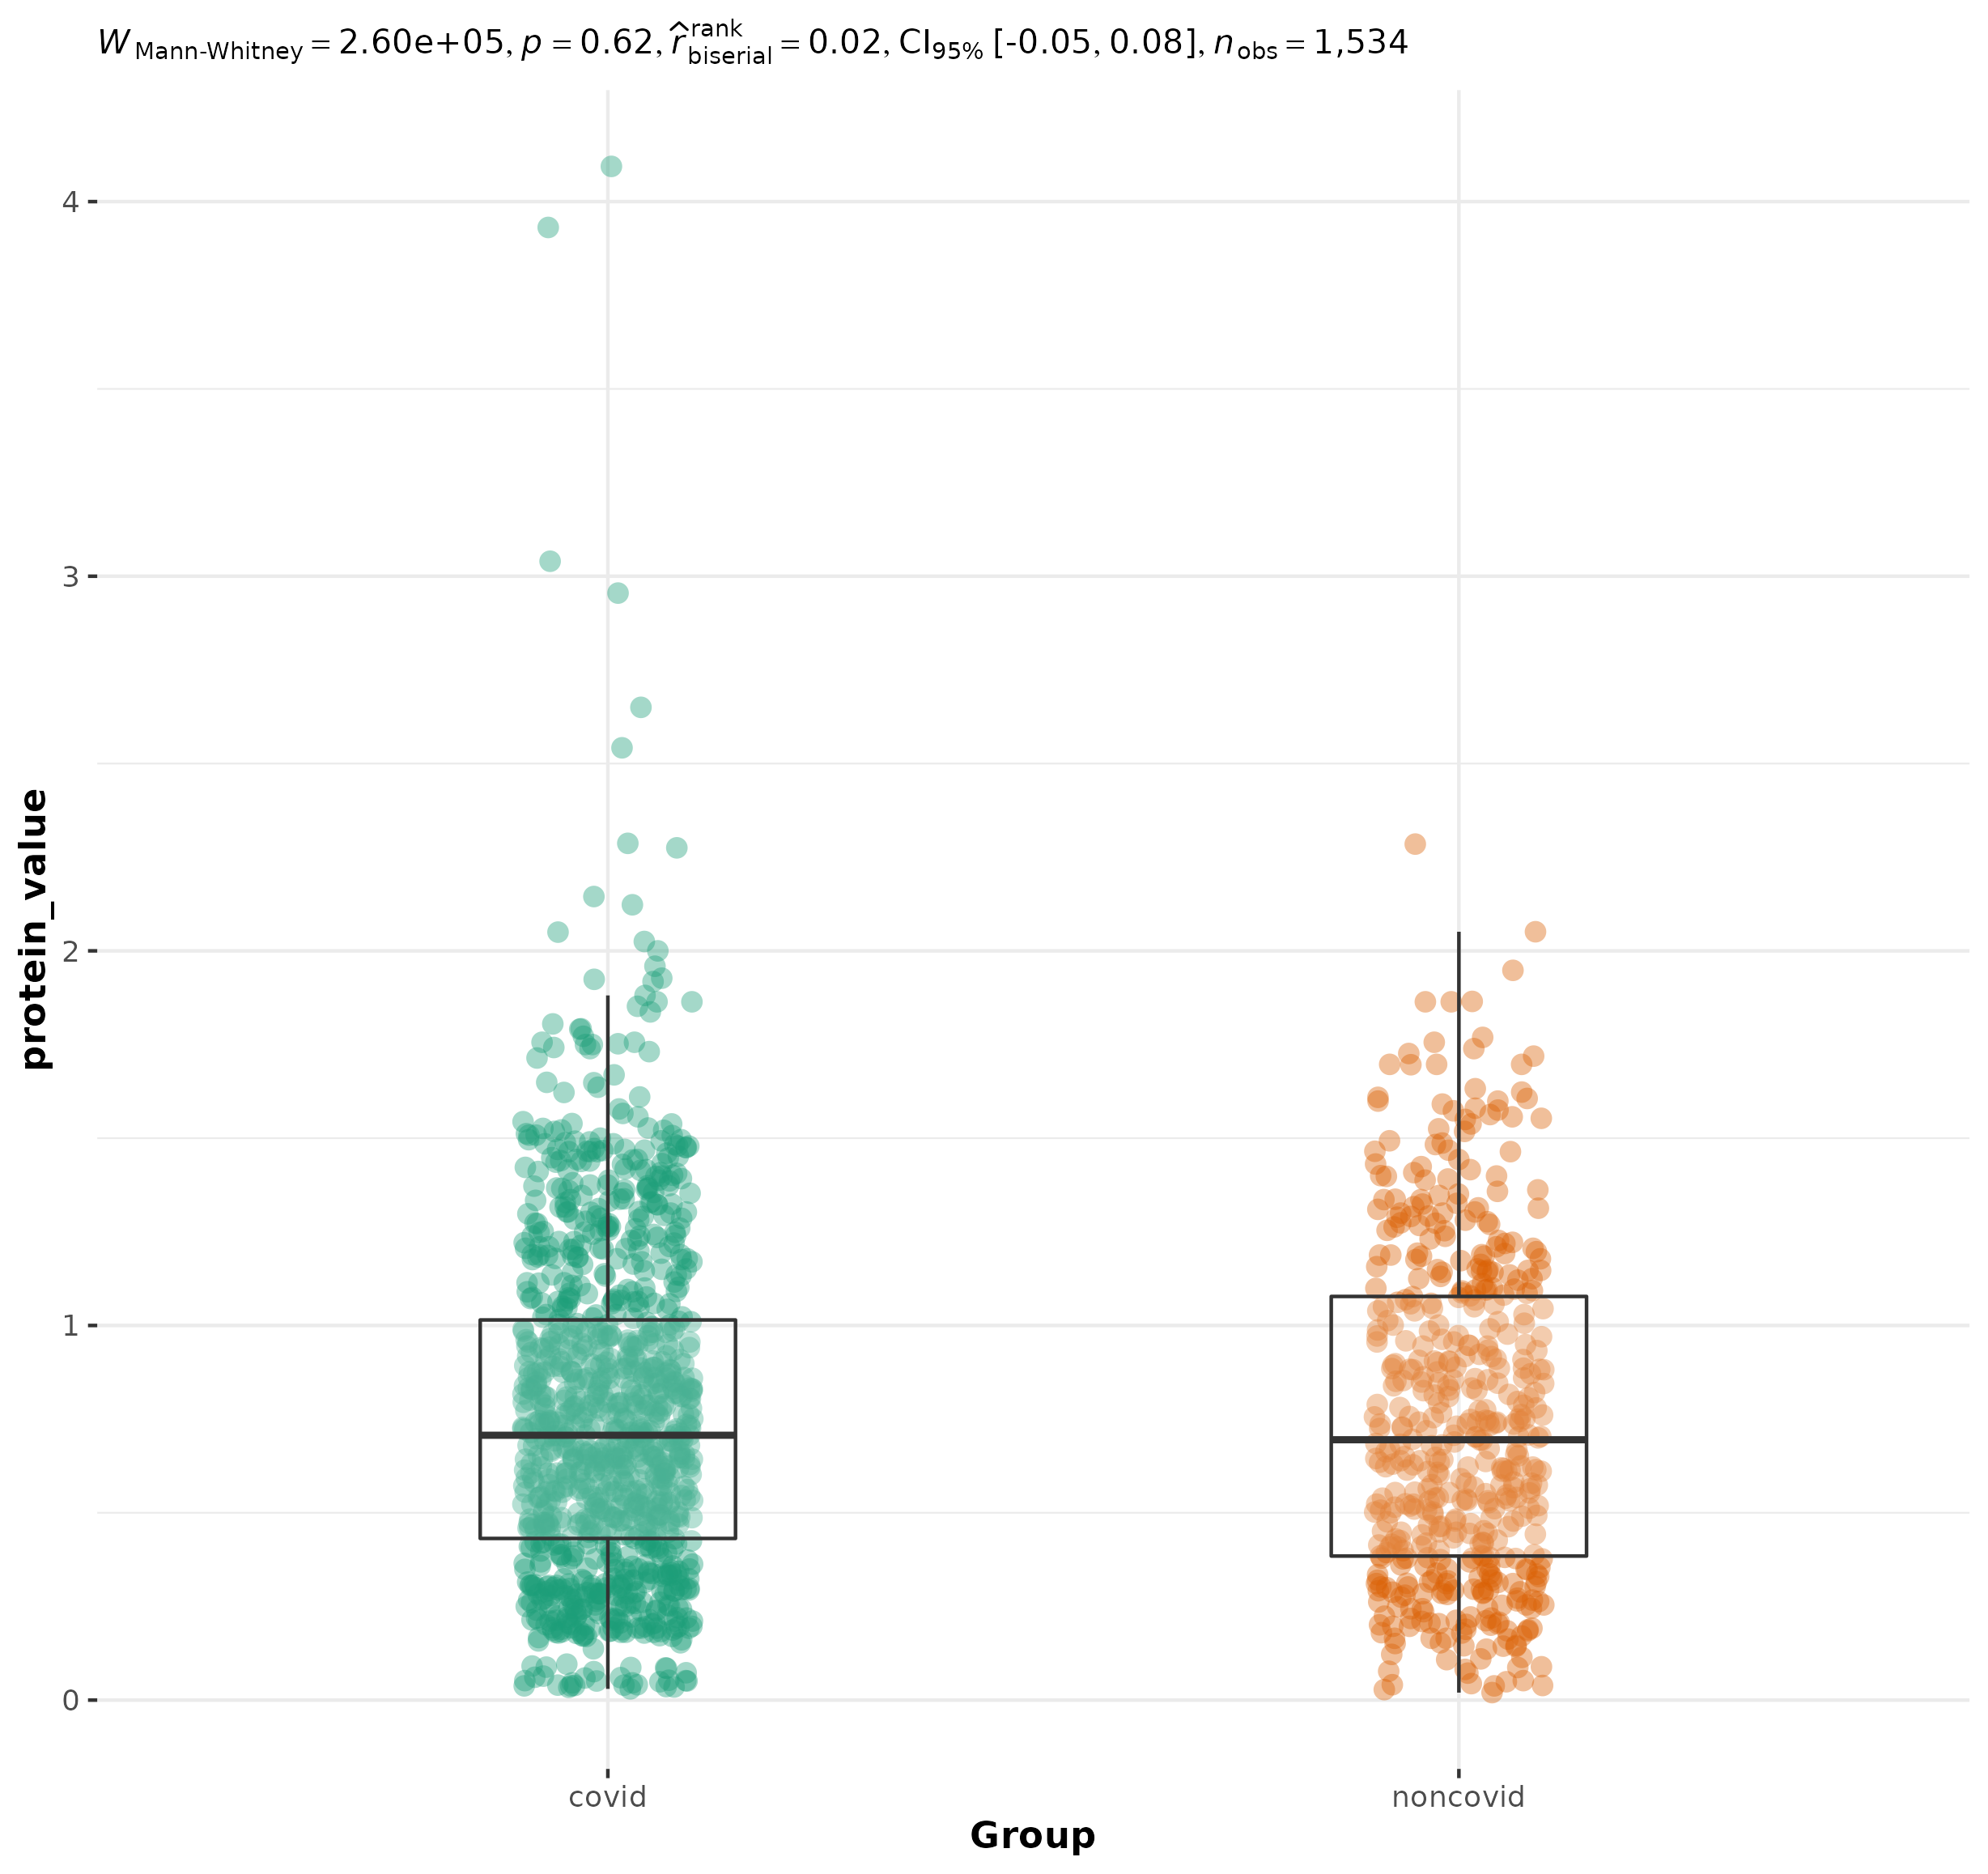 W Mann-Whitney = 2.60e+05, p = 0.62, r̂ rank biserial = 0.02, CI95% [-0.05, 0.08], nobs = 1,534
4
3
2
1
0
protein_value
covid noncovid
Group